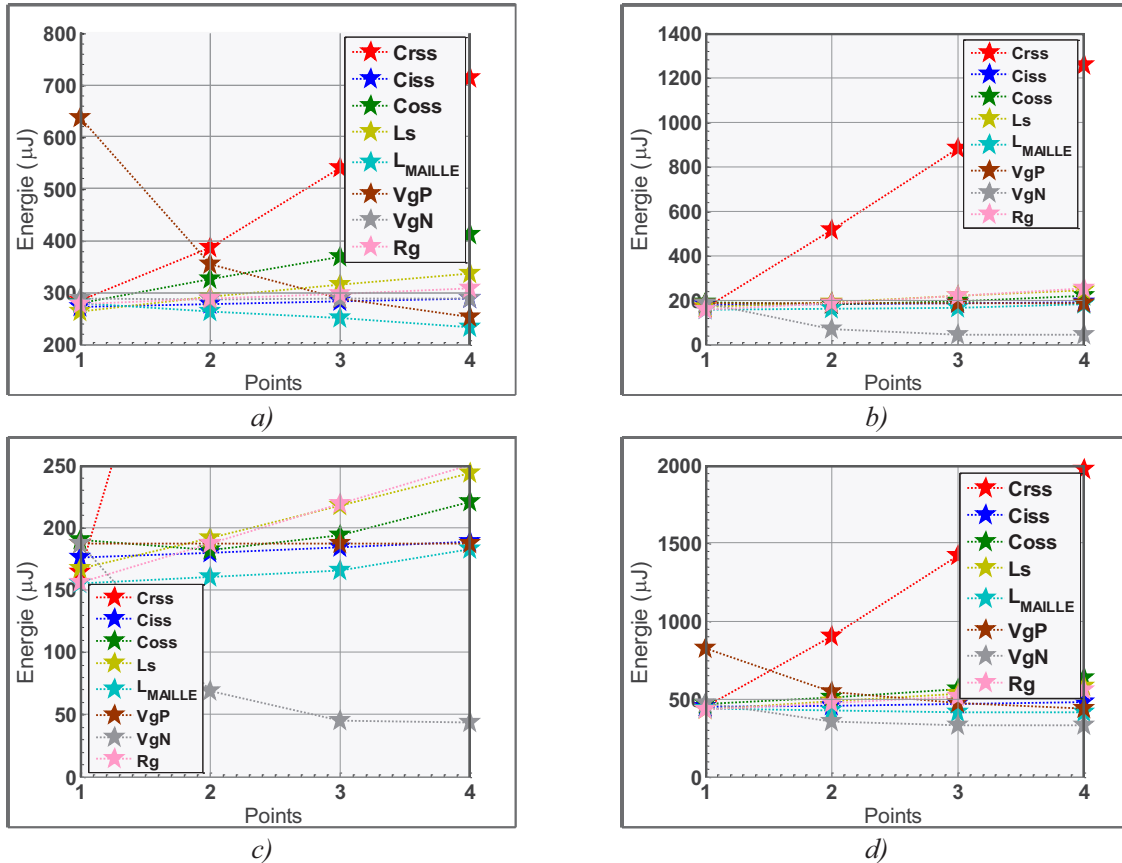 800
700
600
500
400
300
200
1
2
3
4
Energie ( µJ)
Points
Crss
Ciss
Coss
Ls
LMAILLE
VgP
VgN
Rg
a)
1400
1200
1000
800
600
400
200
0
1
2
3
4
Energie ( µJ)
Points
Crss
Ciss
Coss
Ls
LMAILLE
VgP
VgN
Rg
b)
250
200
150
100
50
0
1
2
3
4
Energie ( µJ)
Points
Crss
Ciss
Coss
Ls
LMAILLE
VgP
VgN
Rg
c)
2000
1500
1000
500
0
1
2
3
4
Energie ( µJ)
Points
Crss
Ciss
Coss
Ls
LMAILLE
VgP
VgN
Rg
d)